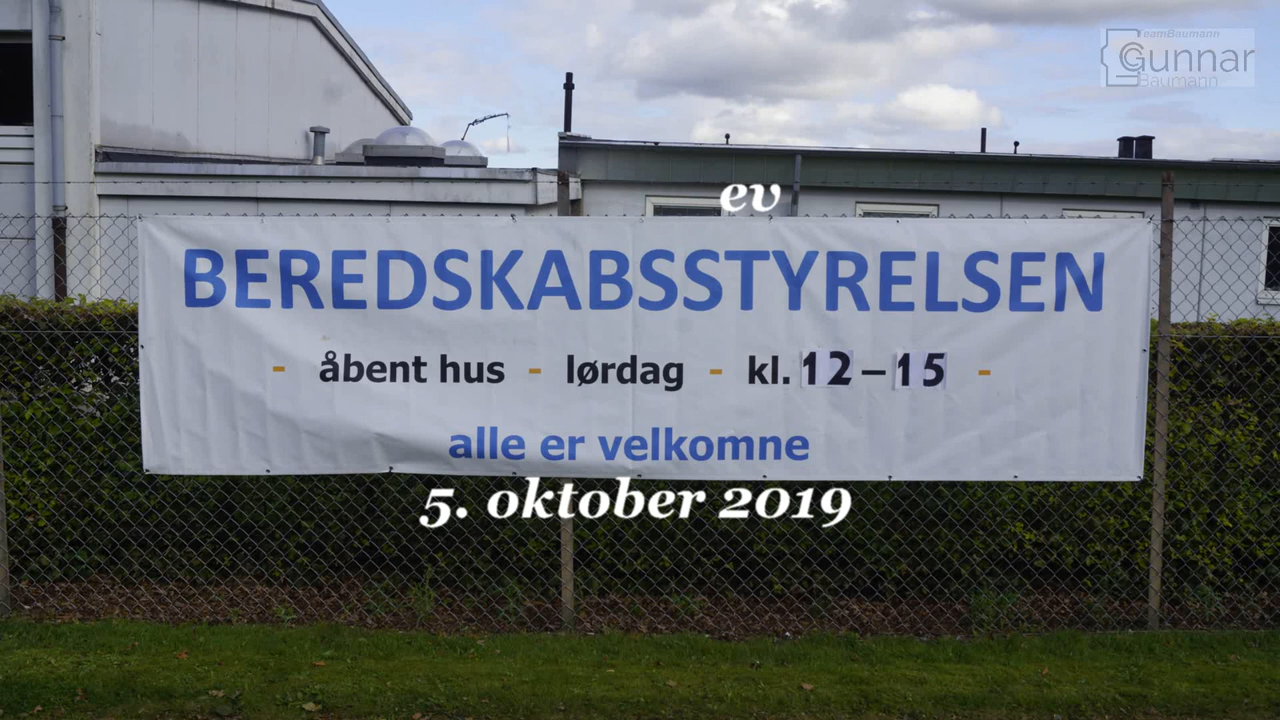 TeamBaumann
Gunnar
Baumann
ev
BEREDSKABSSTYRELSEN
- åbent hus - lørdag - kl. 12-15 -
alle er velkomne
5. oktober 2019